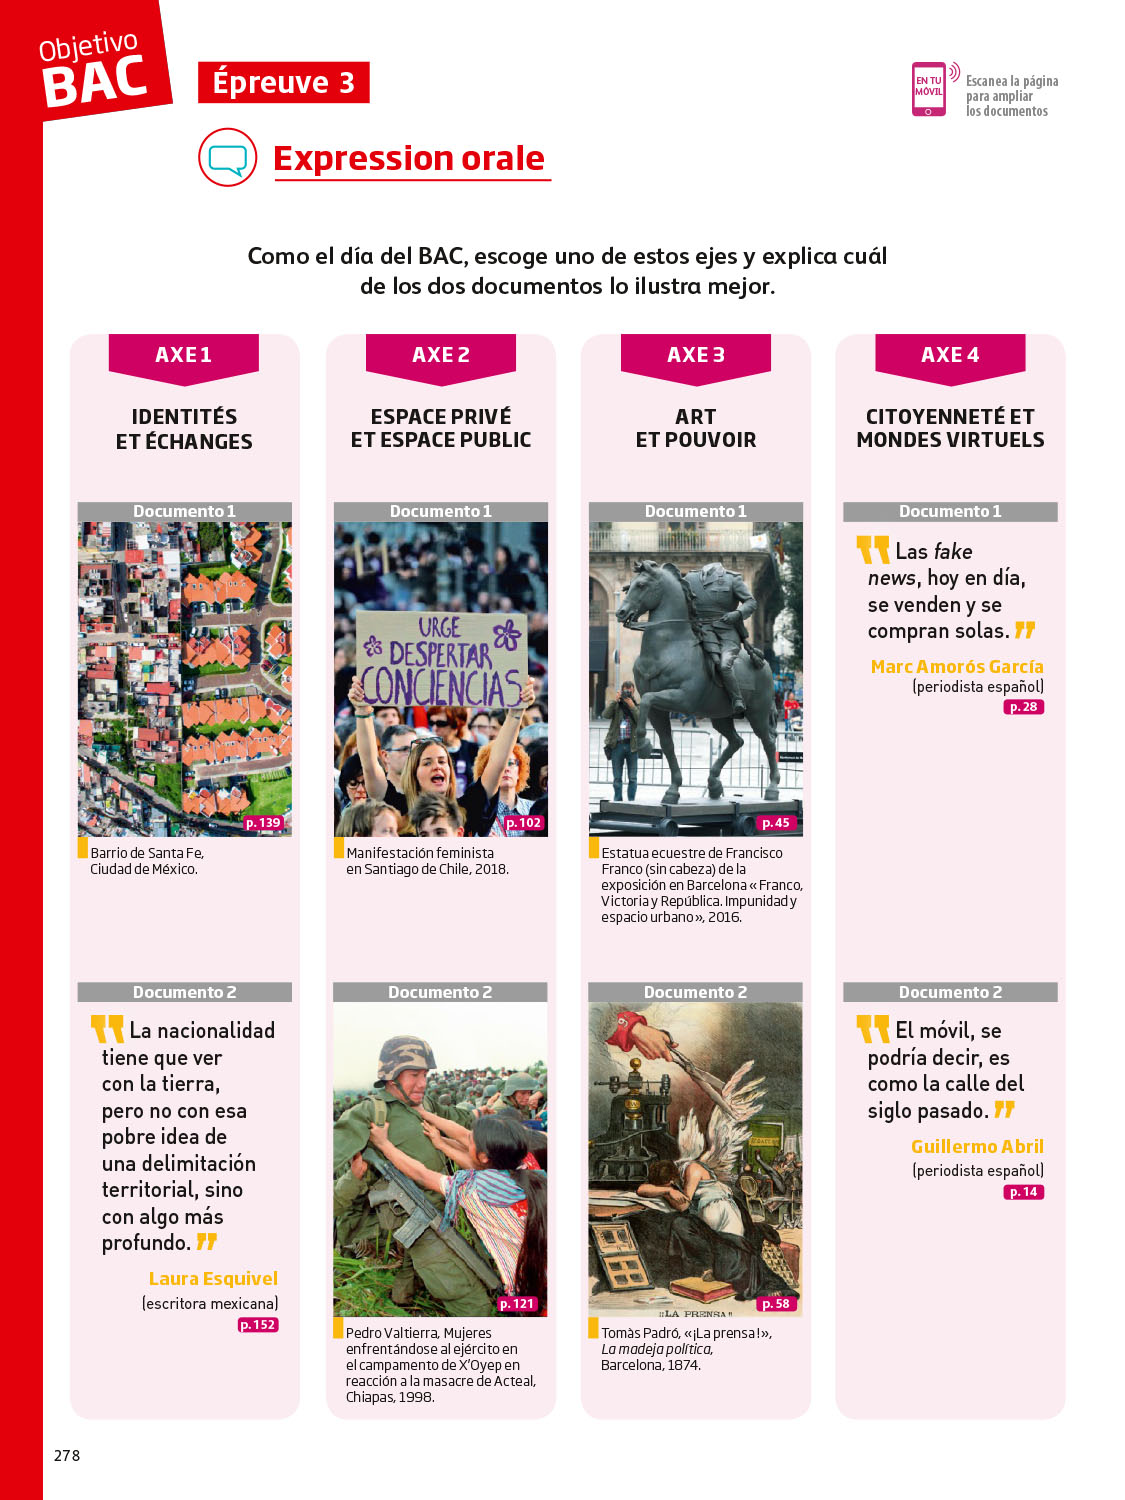 Objetivo
BAC
Épreuve 3
EN TU
MÓVIL
Escanea la página
para ampliar
los documentos
Expression orale
Como el día del BAC, escoge uno de estos ejes y explica cuál
de los dos documentos lo ilustra mejor.
AXE 1
IDENTITÉS
ET ÉCHANGES
Documento 1
p. 139
Barrio de Santa Fe,
Ciudad de México.
Documento 2
" La nacionalidad
tiene que ver
con la tierra,
pero no con esa
pobre idea de
una delimitación
territorial, sino
con algo más
profundo. "
Laura Esquivel
(escritora mexicana)
p. 152
AXE 2
ESPACE PRIVÉ
ET ESPACE PUBLIC
Documento 1
URGE
DESPERTAR
CONCIENCIAS
p. 102
Manifestación feminista
en Santiago de Chile, 2018.
Documento 2
p. 121
Pedro Valtierra, Mujeres
enfrentándose al ejército en
el campamento de X'Oyep en
reacción a la masacre de Acteal,
Chiapas, 1998.
AXE 3
ART
ET POUVOIR
Documento 1
p. 45
Estatua ecuestre de Francisco
Franco (sin cabeza) de la
exposición en Barcelona « Franco,
Victoria y República. Impunidad y
espacio urbano », 2016.
Documento 2
"LA PRENSA"
p. 58
Tomàs Padró, « ¡La prensa! »,
La madeja política,
Barcelona, 1874.
AXE 4
CITOYENNETÉ ET
MONDES VIRTUELS
Documento 1
" Las fake
news, hoy en día,
se venden y se
compran solas. "
Marc Amorós García
(periodista español)
p. 28
Documento 2
" El móvil, se
podría decir, es
como la calle del
siglo pasado. "
Guillermo Abril
(periodista español)
p. 14
278